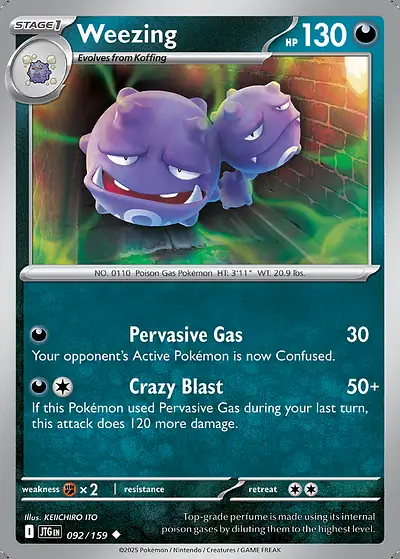 STAGE1
Weezing
HP 130
Evolves from Koffing
NO. 0110 Poison Gas Pokémon HT: 3'11" WT: 20.9 lbs.
Pervasive Gas 30
Your opponent's Active Pokémon is now Confused.
Crazy Blast 50+
If this Pokémon used Pervasive Gas during your last turn,
this attack does 120 more damage.
weakness ×2 resistance retreat
Illus. KEIICHIRO ITO
I JTG EN 092/159
Top-grade perfume is made using its internal
poison gases by diluting them to the highest level.
©2025 Pokémon / Nintendo / Creatures / GAME FREAK